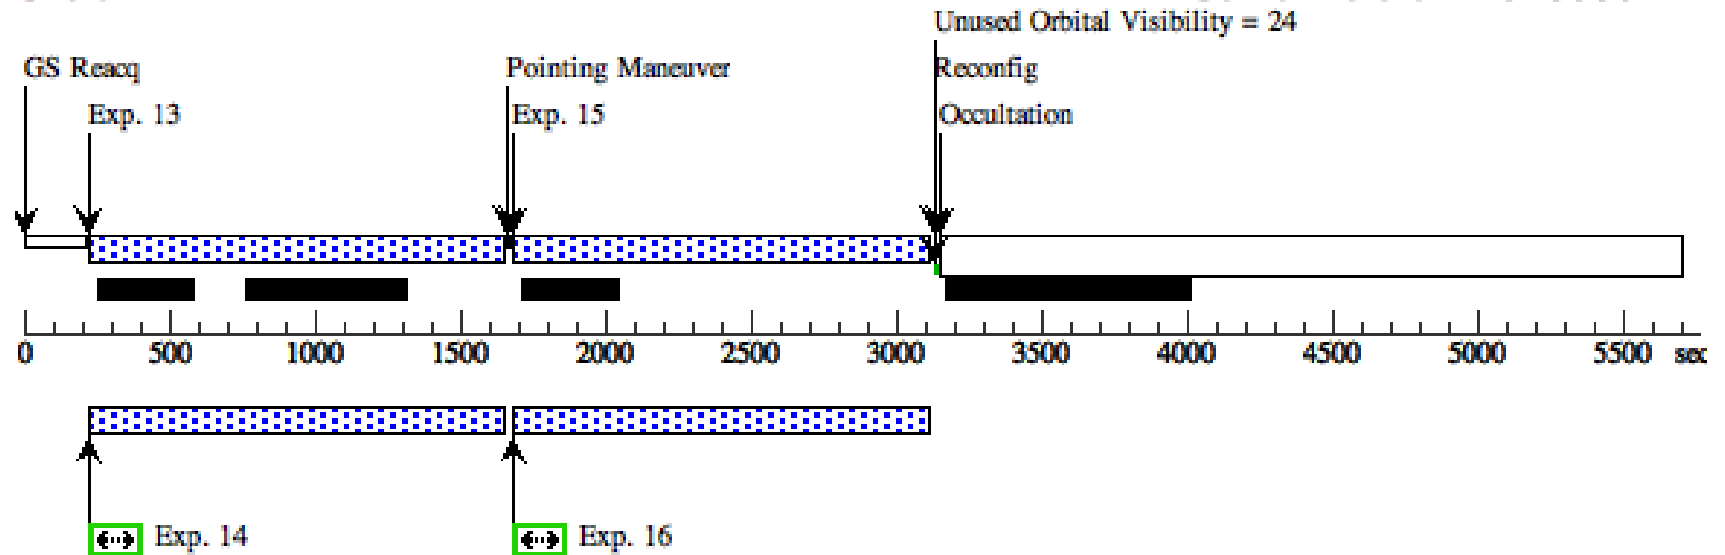 Unused Orbital Visibility = 24
GS Reacq
Pointing Maneuver
Reconfig
Exp. 13
Exp. 15
Occultation
0 500 1000 1500 2000 2500 3000 3500 4000 4500 5000 5500 sec
Exp. 14
Exp. 16